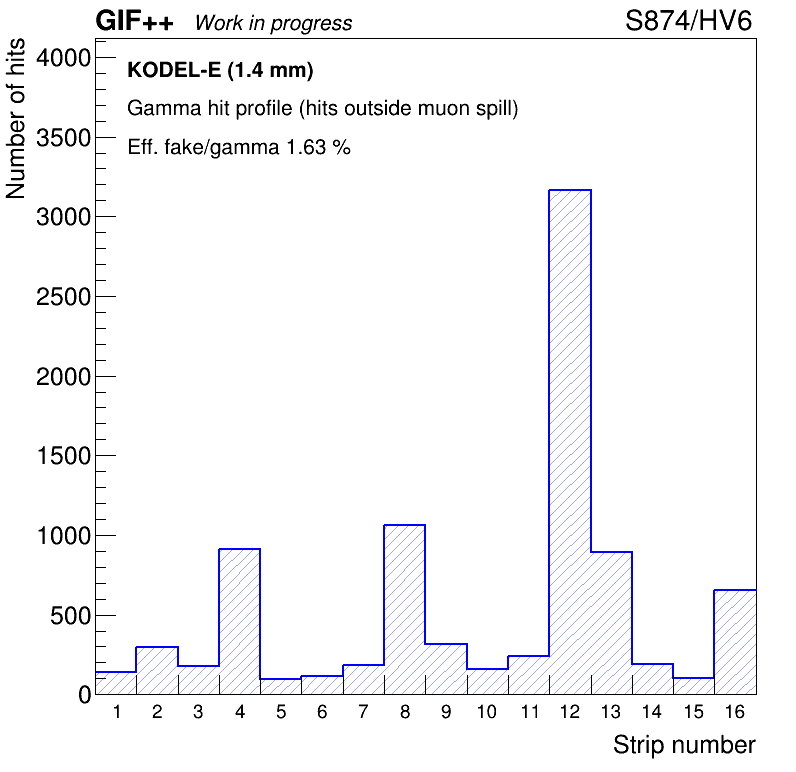 GIF++ Work in progress S874/HV6
Number of hits
KODEL-E (1.4 mm)
Gamma hit profile (hits outside muon spill)
Eff. fake/gamma 1.63 %
4000
3500
3000
2500
2000
1500
1000
500
0
1 2 3 4 5 6 7 8 9 10 11 12 13 14 15 16
Strip number